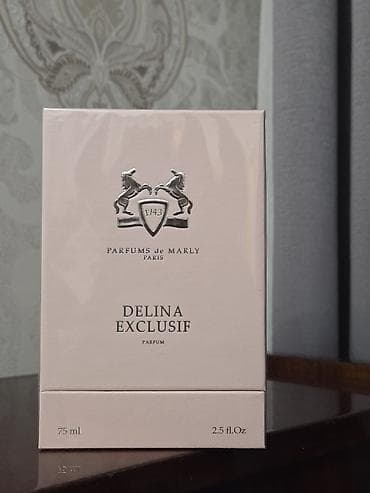 1743
PARFUMS de MARLY
PARIS
DELINA
EXCLUSIF
PARFUM
75 ml
2.5 fl.Oz